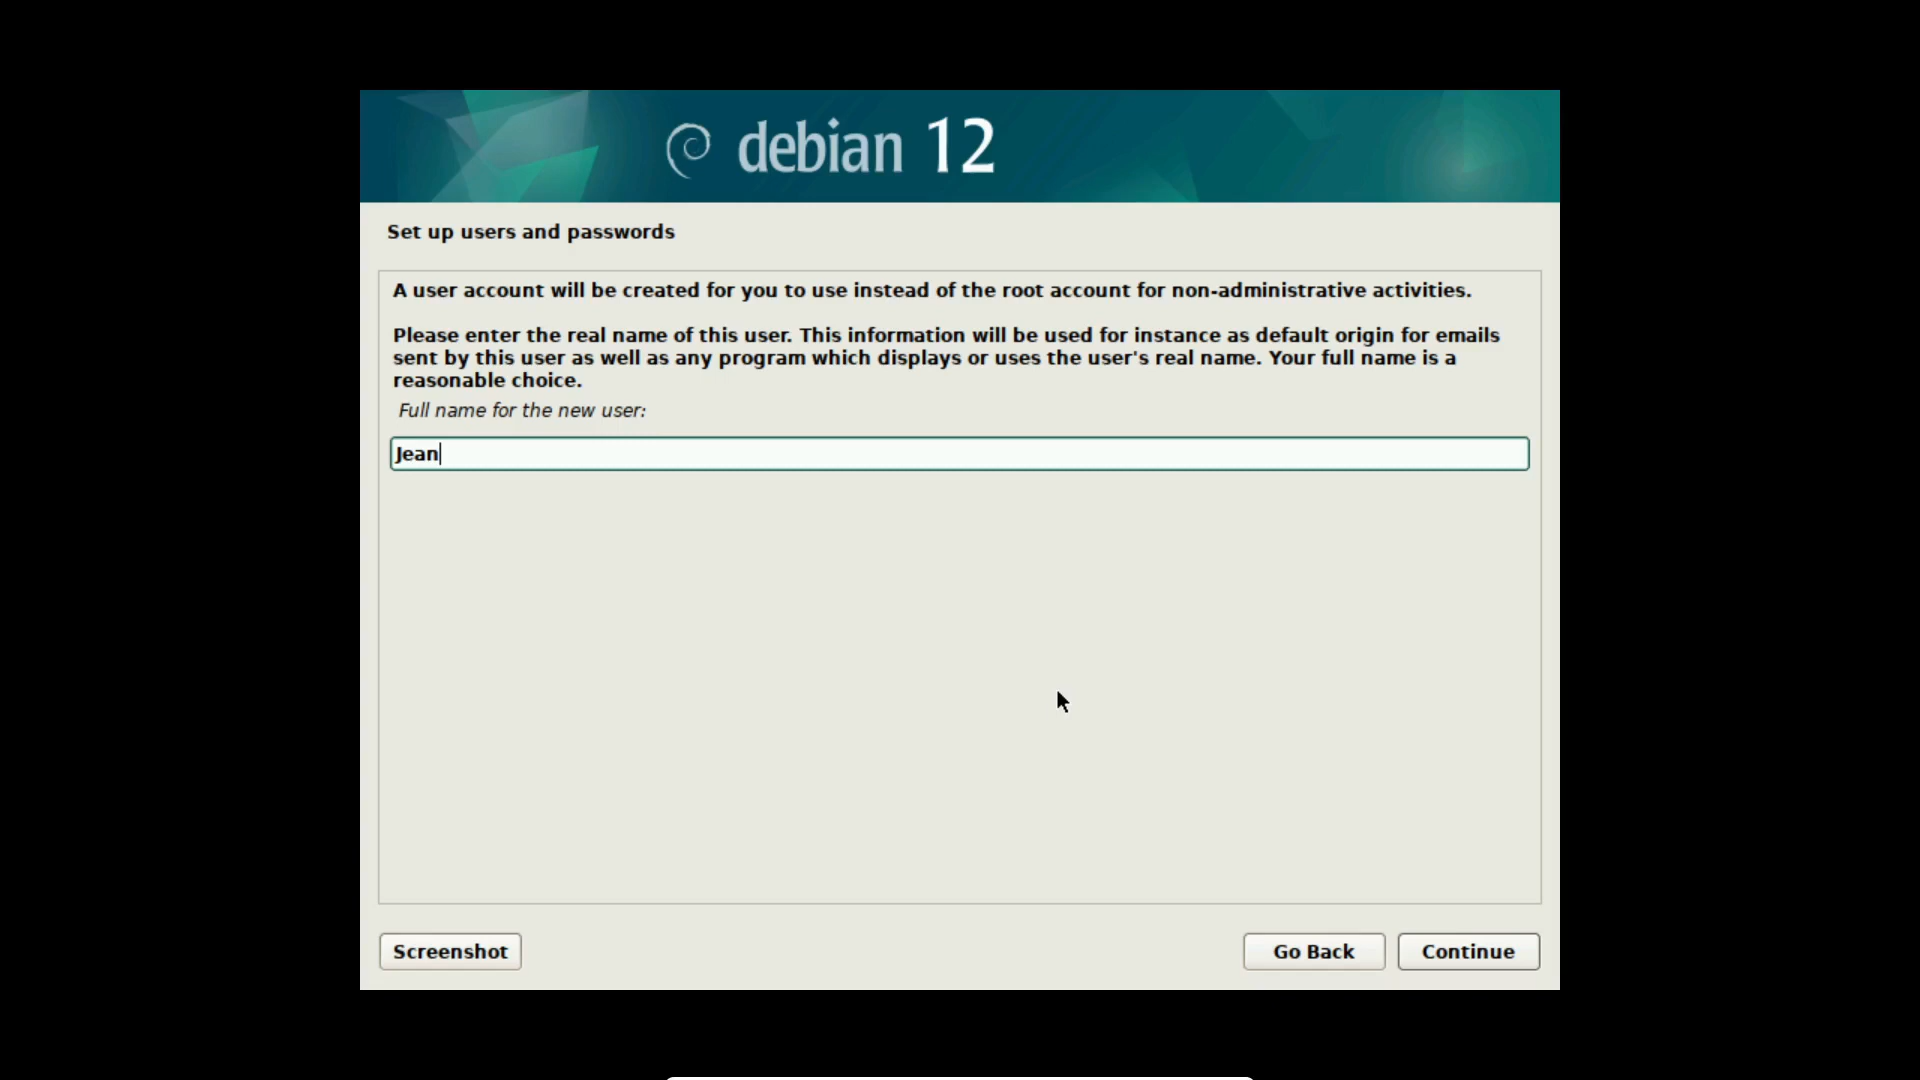 debian 12
Set up users and passwords
A user account will be created for you to use instead of the root account for non-administrative activities.
Please enter the real name of this user. This information will be used for instance as default origin for emails
sent by this user as well as any program which displays or uses the user's real name. Your full name is a
reasonable choice.
Full name for the new user:
Jean
Screenshot
Go Back
Continue